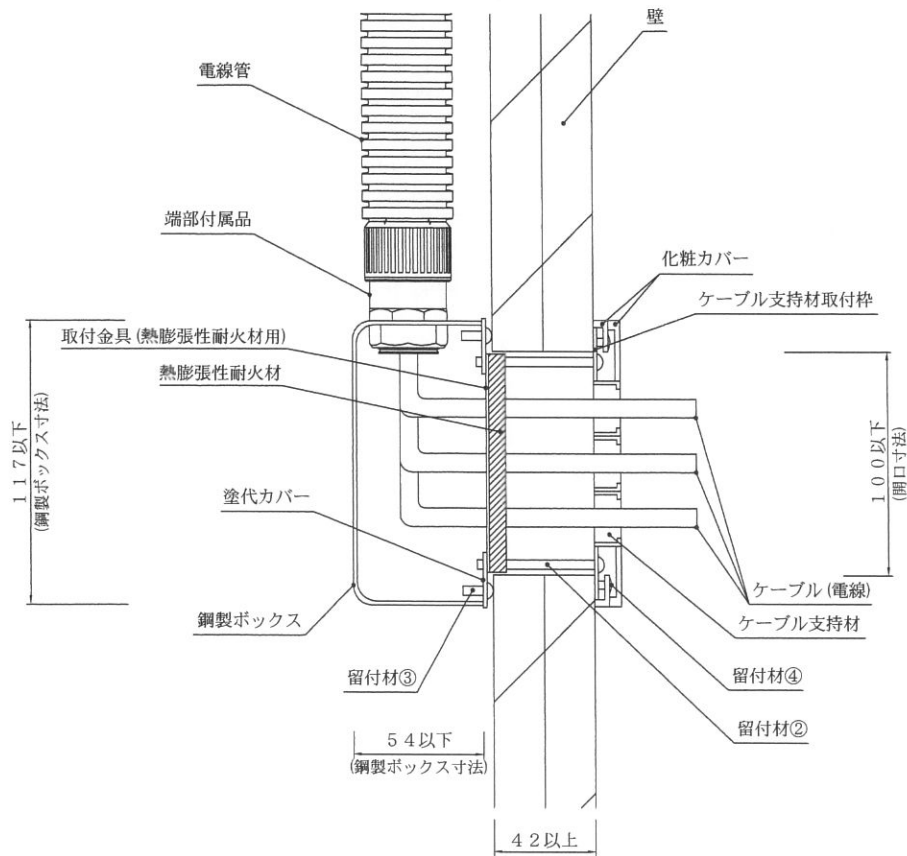 壁
電線管
端部付属品
化粧カバー
ケーブル支持材取付枠
取付金具 (熱膨張性耐火材用)
熱膨張性耐火材
117以下
(鋼製ボックス寸法)
100以下
(開口寸法)
塗代カバー
ケーブル (電線)
鋼製ボックス
ケーブル支持材
留付材③
留付材④
留付材②
54以下
(鋼製ボックス寸法)
42以上